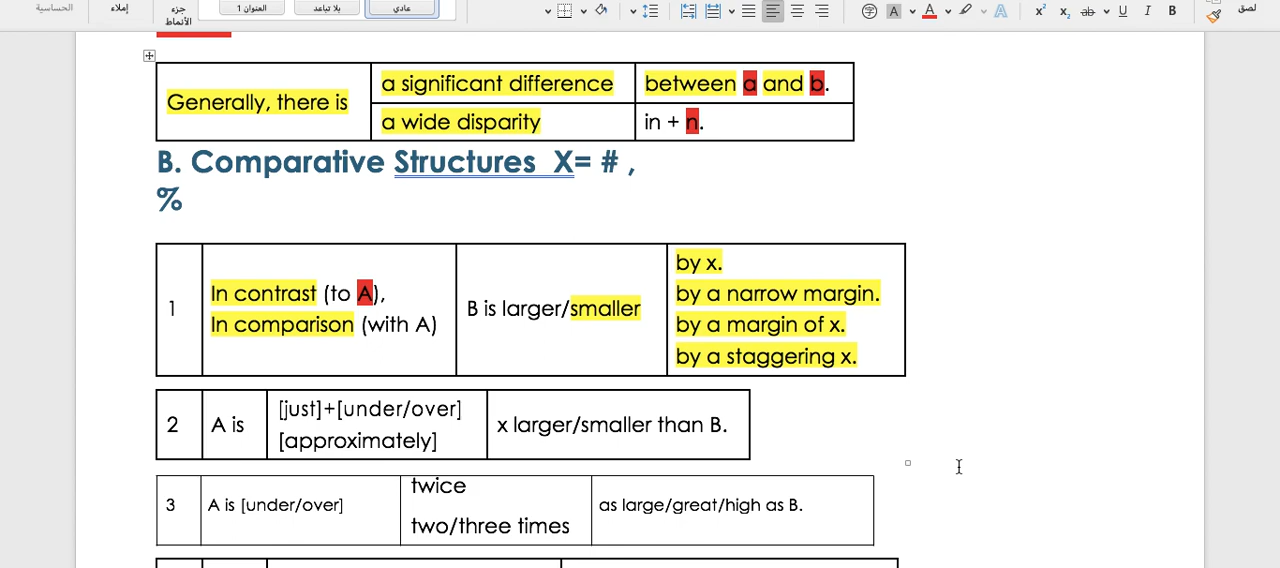 الحساسية
إملاء
جزء
الأنماط
العنوان 1
بلا تباعد
عادي
A
A
A
x²
x₂
ab
U
I
B
لصق
Generally, there is
a significant difference
between a and b.
a wide disparity
in + n.
B. Comparative Structures X= # ,
%
1
In contrast (to A),
In comparison (with A)
B is larger/smaller
by x.
by a narrow margin.
by a margin of x.
by a staggering x.
2
A is
[just]+[under/over]
[approximately]
x larger/smaller than B.
3
A is [under/over]
twice
two/three times
as large/great/high as B.